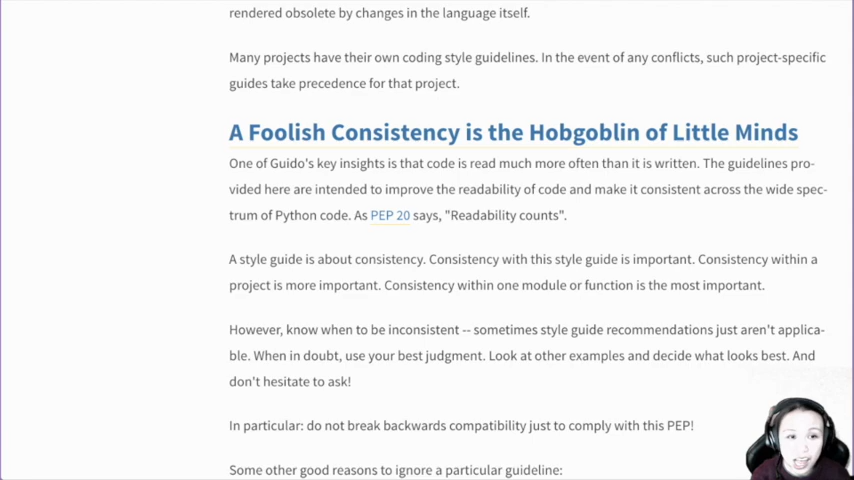 rendered obsolete by changes in the language itself.
Many projects have their own coding style guidelines. In the event of any conflicts, such project-specific
guides take precedence for that project.
A Foolish Consistency is the Hobgoblin of Little Minds
One of Guido's key insights is that code is read much more often than it is written. The guidelines pro-
vided here are intended to improve the readability of code and make it consistent across the wide spec-
trum of Python code. As PEP 20 says, "Readability counts".
A style guide is about consistency. Consistency with this style guide is important. Consistency within a
project is more important. Consistency within one module or function is the most important.
However, know when to be inconsistent -- sometimes style guide recommendations just aren't applica-
ble. When in doubt, use your best judgment. Look at other examples and decide what looks best. And
don't hesitate to ask!
In particular: do not break backwards compatibility just to comply with this PEP!
Some other good reasons to ignore a particular guideline: